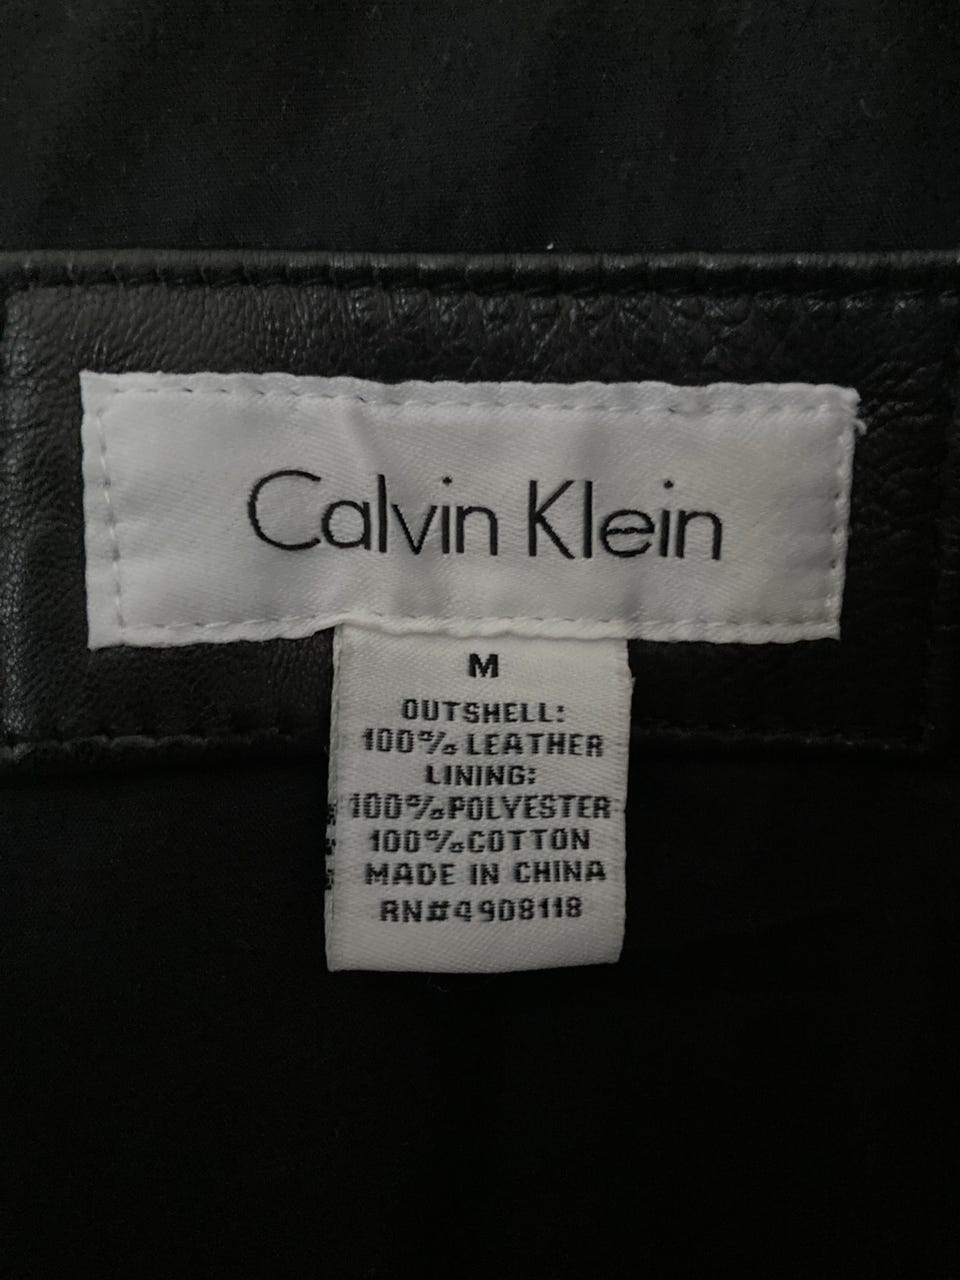 Calvin Klein
M
OUTSHELL:
100% LEATHER
LINING:
100%POLYESTER
100%COTTON
MADE IN CHINA
RN#4908118